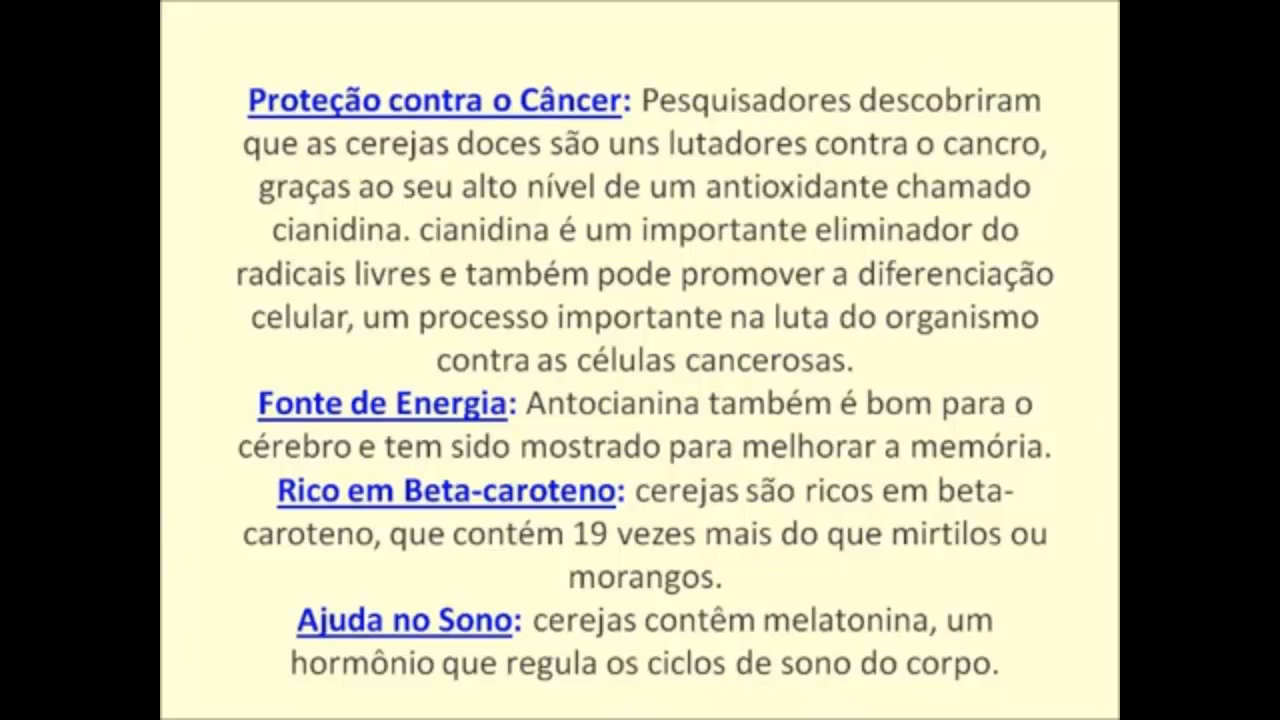 Proteção contra o Câncer: Pesquisadores descobriram
que as cerejas doces são uns lutadores contra o cancro,
graças ao seu alto nível de um antioxidante chamado
cianidina. cianidina é um importante eliminador do
radicais livres e também pode promover a diferenciação
celular, um processo importante na luta do organismo
contra as células cancerosas.
Fonte de Energia: Antocianina também é bom para o
cérebro e tem sido mostrado para melhorar a memória.
Rico em Beta-caroteno: cerejas são ricos em beta-
caroteno, que contém 19 vezes mais do que mirtilos ou
morangos.
Ajuda no Sono: cerejas contêm melatonina, um
hormônio que regula os ciclos de sono do corpo.